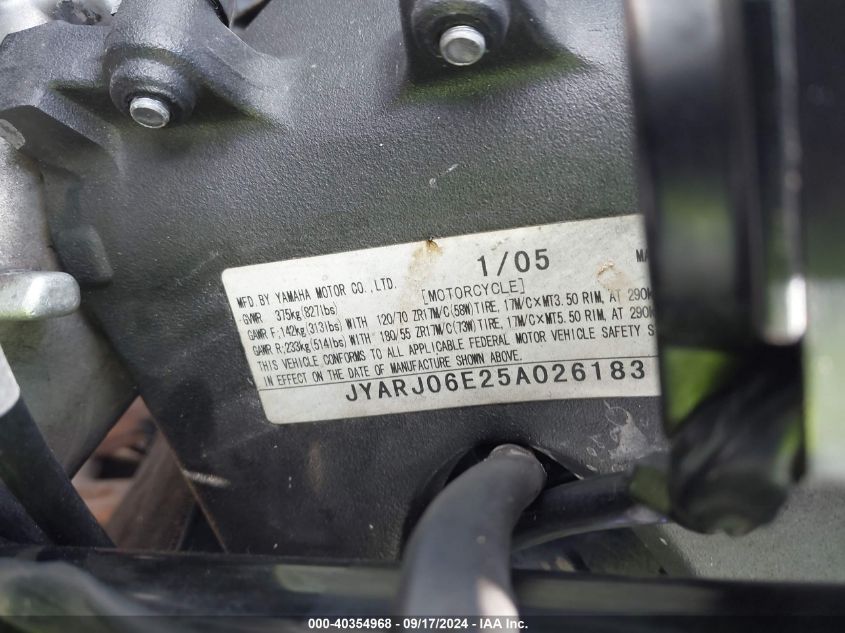 1/05 MA
MFD.BY YAMAHA MOTOR CO.,LTD. [MOTORCYCLE]
GVWR 375kg(827lbs)
GAWR F;142kg(313lbs) WITH 120/70 ZR17M/C(58W)TIRE, 17M/C×MT3.50 RIM, AT 290K
GAWR R;233kg(514lbs) WITH 180/55 ZR17M/C(73W)TIRE, 17M/C×MT5.50 RIM, AT 290K
THIS VEHICLE CONFORMS TO ALL APPLICABLE FEDERAL MOTOR VEHICLE SAFETY S
IN EFFECT ON THE DATE OF MANUFACTURE SHOWN ABOVE.
JYARJ06E25A026183
000-40354968 - 09/17/2024 - IAA Inc.